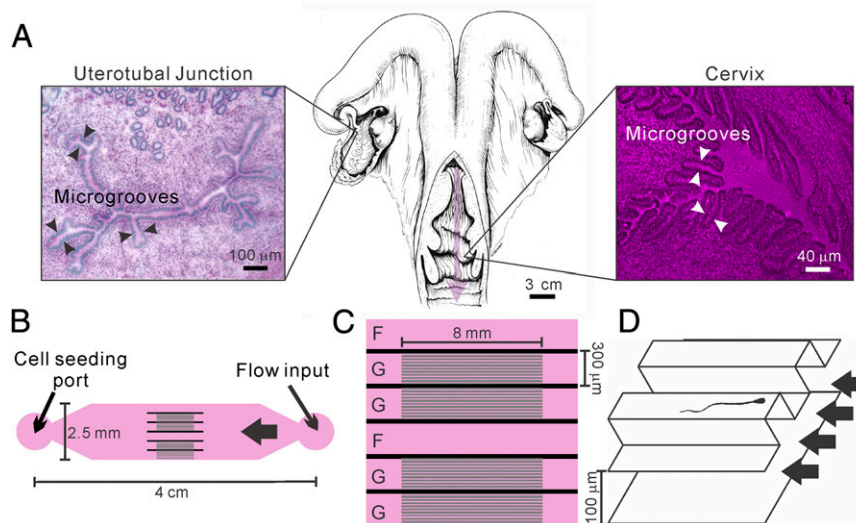 A
Uterotubal Junction
Microgrooves
100 μm
3 cm
Cervix
Microgrooves
40 μm
B
Cell seeding
port
Flow input
2.5 mm
4 cm
C
F
8 mm
G
G
F
G
G
300 μm
D
100 μm